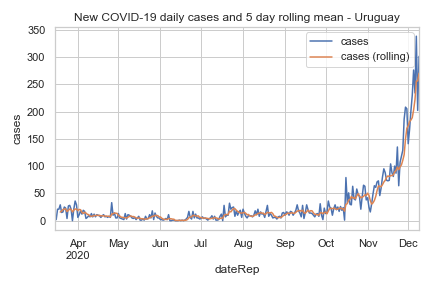 New COVID-19 daily cases and 5 day rolling mean - Uruguay
350
300
250
200
150
100
50
0
cases
cases
cases (rolling)
Apr
2020
May
Jun
Jul
Aug
Sep
Oct
Nov
Dec
dateRep